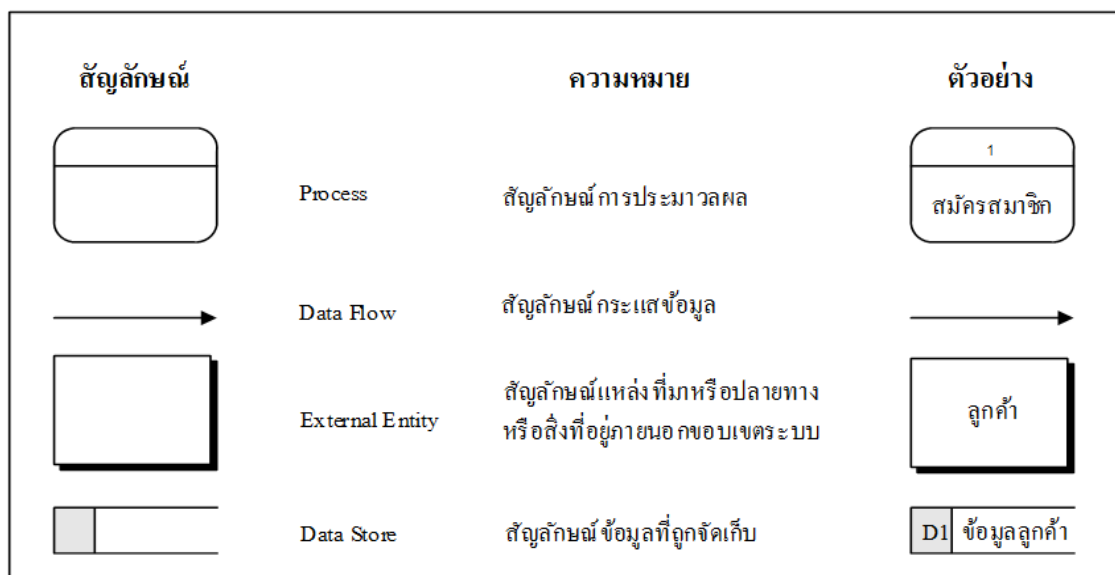 สัญลักษณ์ ความหมาย ตัวอย่าง
1
Process สัญลักษณ์การประมาวลผล สมัครสมาชิก
Data Flow สัญลักษณ์กระแสข้อมูล
สัญลักษณ์แหล่งที่มาหรือปลายทาง
External Entity หรือสิ่งที่อยู่ภายนอกขอบเขตระบบ ลูกค้า
Data Store สัญลักษณ์ข้อมูลที่ถูกจัดเก็บ D1 ข้อมูลลูกค้า